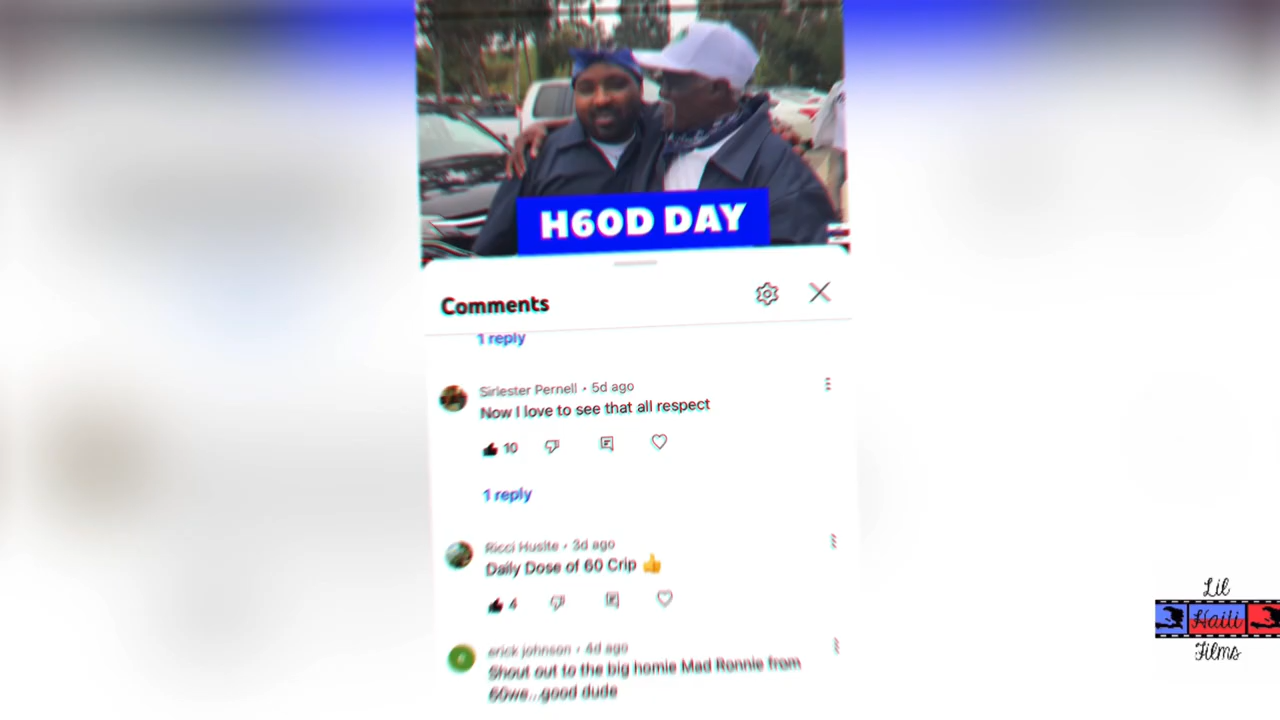 H60D DAY
Comments
1 reply
Sirlester Pernell • 5d ago
Now I love to see that all respect
10
1 reply
Ricci Huslte • 3d ago
Daily Dose of 60 Crip 👍
4
erick johnson • 4d ago
Shout out to the big homie Mad Ronnie from
60we...good dude
Lil
Haiti
Films